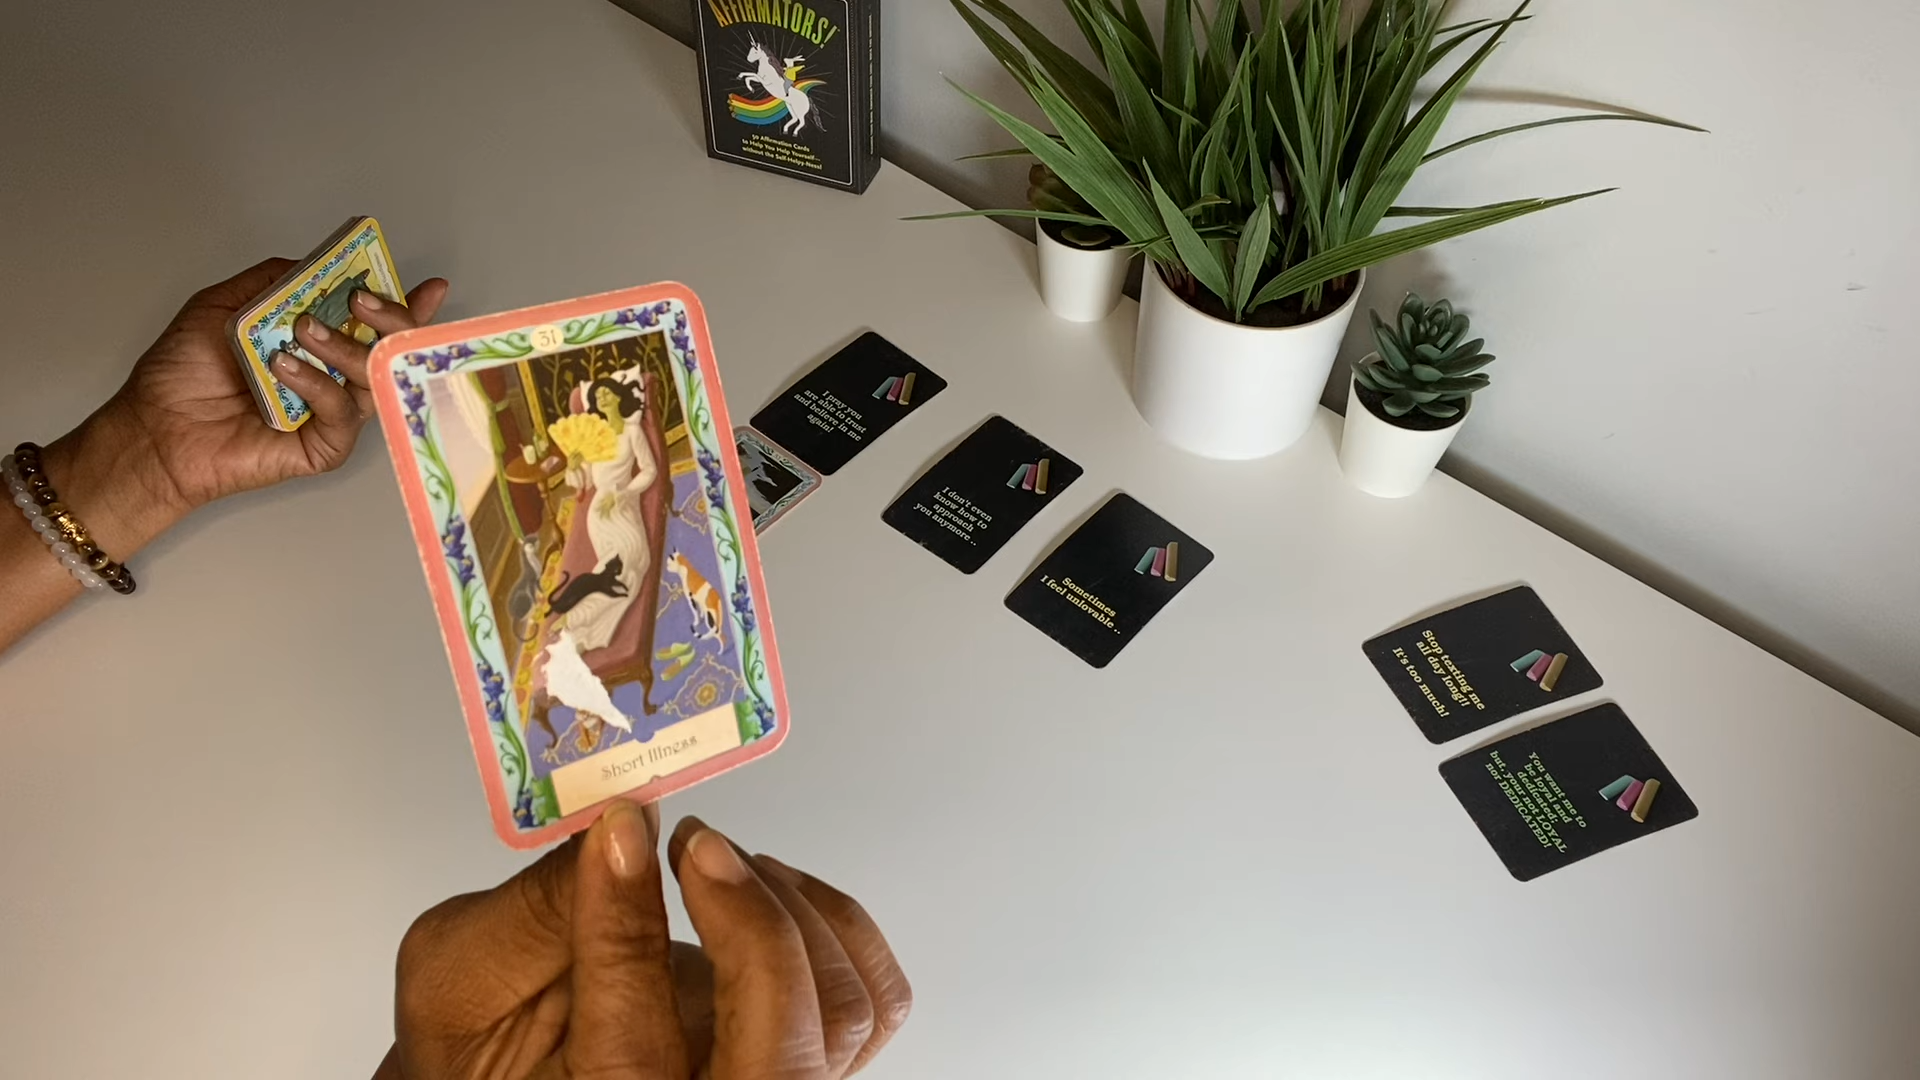 AFFIRMATORS!
50 Affirmation Cards
to Help You Help Yourself—
without the Self-Helpy-Ness!
31
Short Illness
I pray you
are able to trust
and believe in me
again!
I don't even
know how to
approach
you anymore..
Sometimes
I feel unlovable..
Stop texting me
all day long!!
It's too much!
You want me to
be loyal and
dedicated;
but, your not LOYAL
nor DEDICATED!